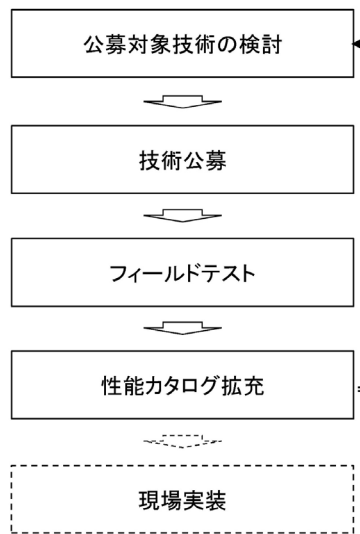 公募対象技術の検討
技術公募
フィールドテスト
性能カタログ拡充
現場実装